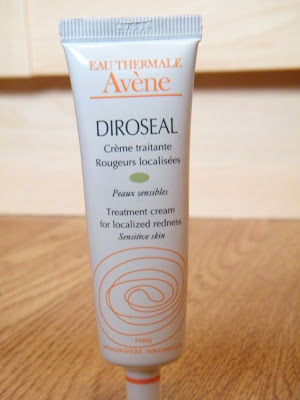 EAU THERMALE
Avène
DIROSEAL
Crème traitante
Rougeurs localisées
Peaux sensibles
Treatment cream
for localized redness
Sensitive skin
PARIS